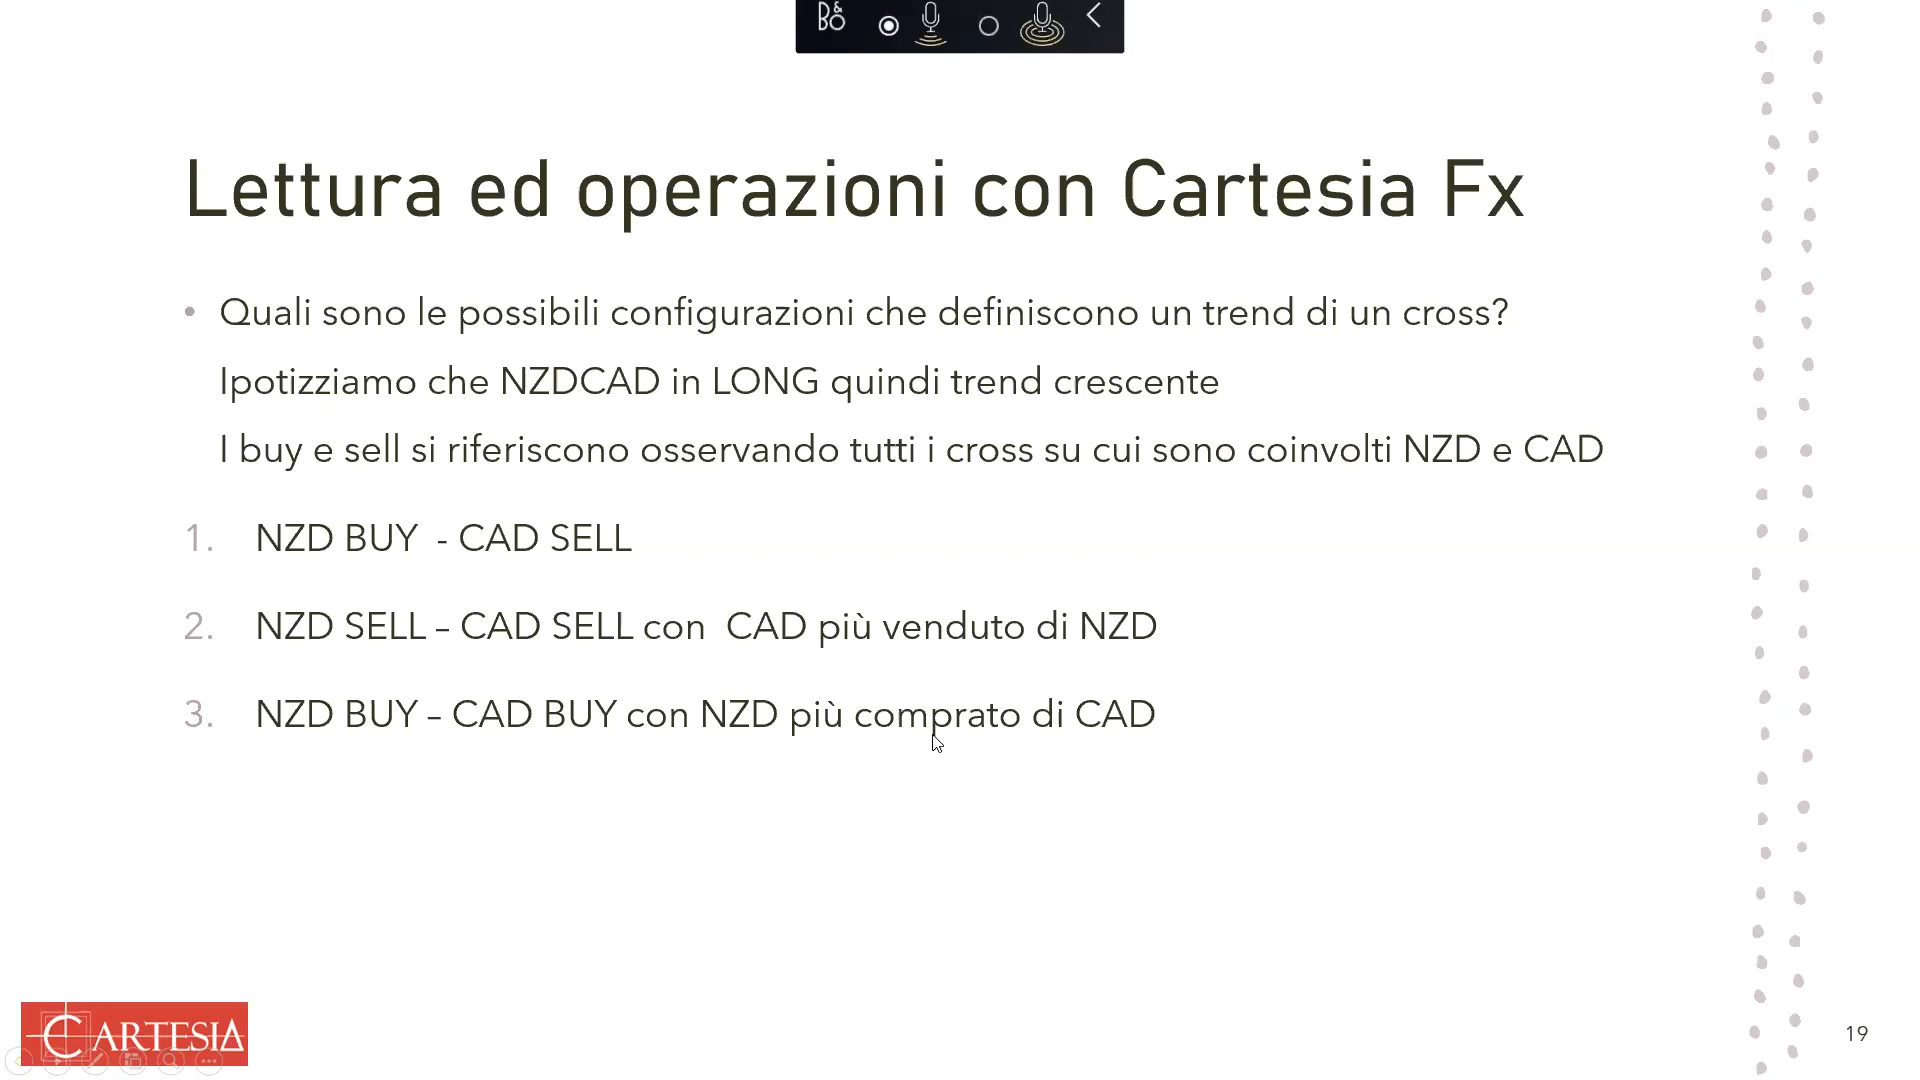 B&O
Lettura ed operazioni con Cartesia Fx
• Quali sono le possibili configurazioni che definiscono un trend di un cross?
Ipotizziamo che NZDCAD in LONG quindi trend crescente
I buy e sell si riferiscono osservando tutti i cross su cui sono coinvolti NZD e CAD
1. NZD BUY - CAD SELL
2. NZD SELL – CAD SELL con CAD più venduto di NZD
3. NZD BUY – CAD BUY con NZD più comprato di CAD
CARTESIA
19